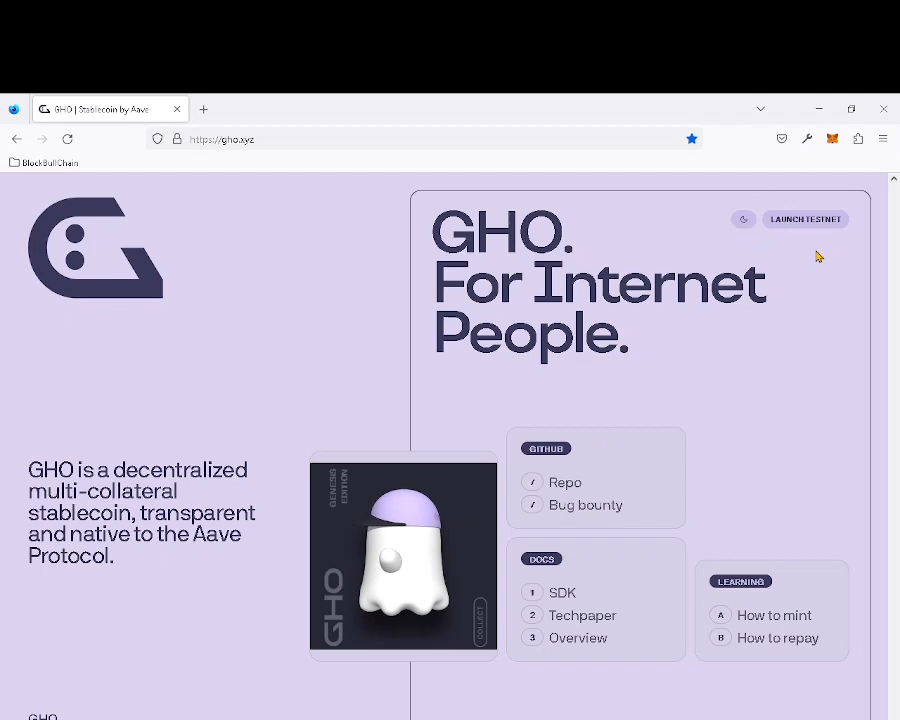 GHO | Stablecoin by Aave
https://gho.xyz
BlockBullChain
GHO.
For Internet
People.
LAUNCH TESTNET
GHO is a decentralized
multi-collateral
stablecoin, transparent
and native to the Aave
Protocol.
GENESIS
EDITION
GHO
COLLECT
GITHUB
/ Repo
/ Bug bounty
DOCS
1 SDK
2 Techpaper
3 Overview
LEARNING
A How to mint
B How to repay
GHO